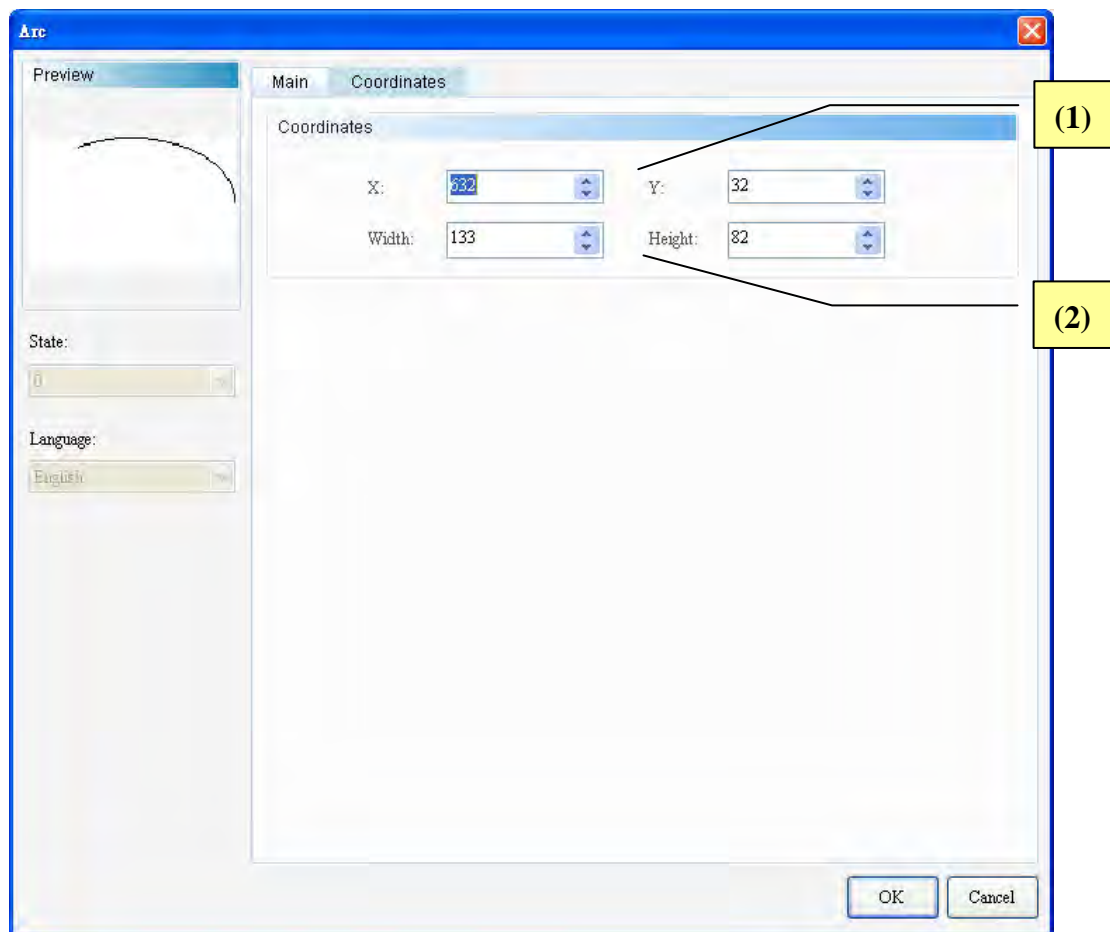 Arc
Preview
Main Coordinates
Coordinates
X: 632 Y: 32
Width: 133 Height: 82
(1)
(2)
State:
0
Language:
English
OK Cancel